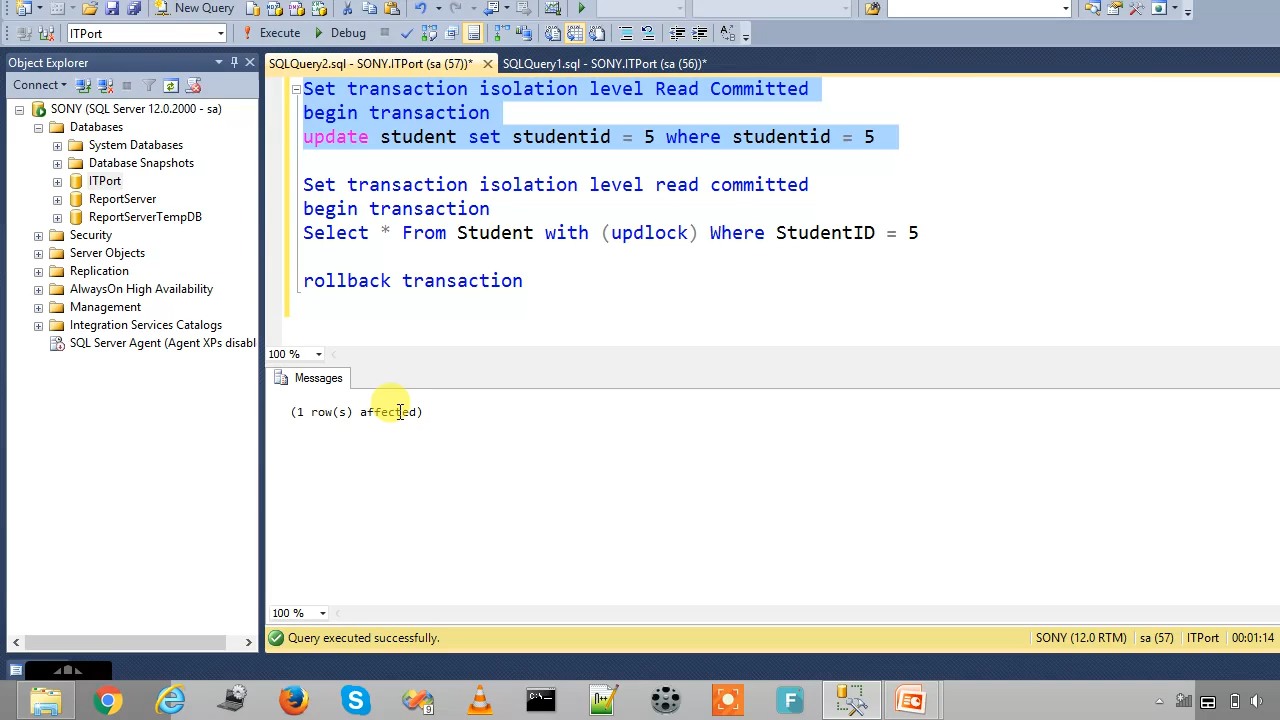 New Query
ITPort
Execute
Debug
Object Explorer
SQLQuery2.sql - SONY.ITPort (sa (57))*
SQLQuery1.sql - SONY.ITPort (sa (56))*
Connect
SONY (SQL Server 12.0.2000 - sa)
Databases
System Databases
Database Snapshots
ITPort
ReportServer
ReportServerTempDB
Security
Server Objects
Replication
AlwaysOn High Availability
Management
Integration Services Catalogs
SQL Server Agent (Agent XPs disabl
Set transaction isolation level Read Committed
begin transaction
update student set studentid = 5 where studentid = 5
Set transaction isolation level read committed
begin transaction
Select * From Student with (updlock) Where StudentID = 5
rollback transaction
100 %
Messages
(1 row(s) affected)
100 %
Query executed successfully.
SONY (12.0 RTM)
sa (57)
ITPort
00:01:14